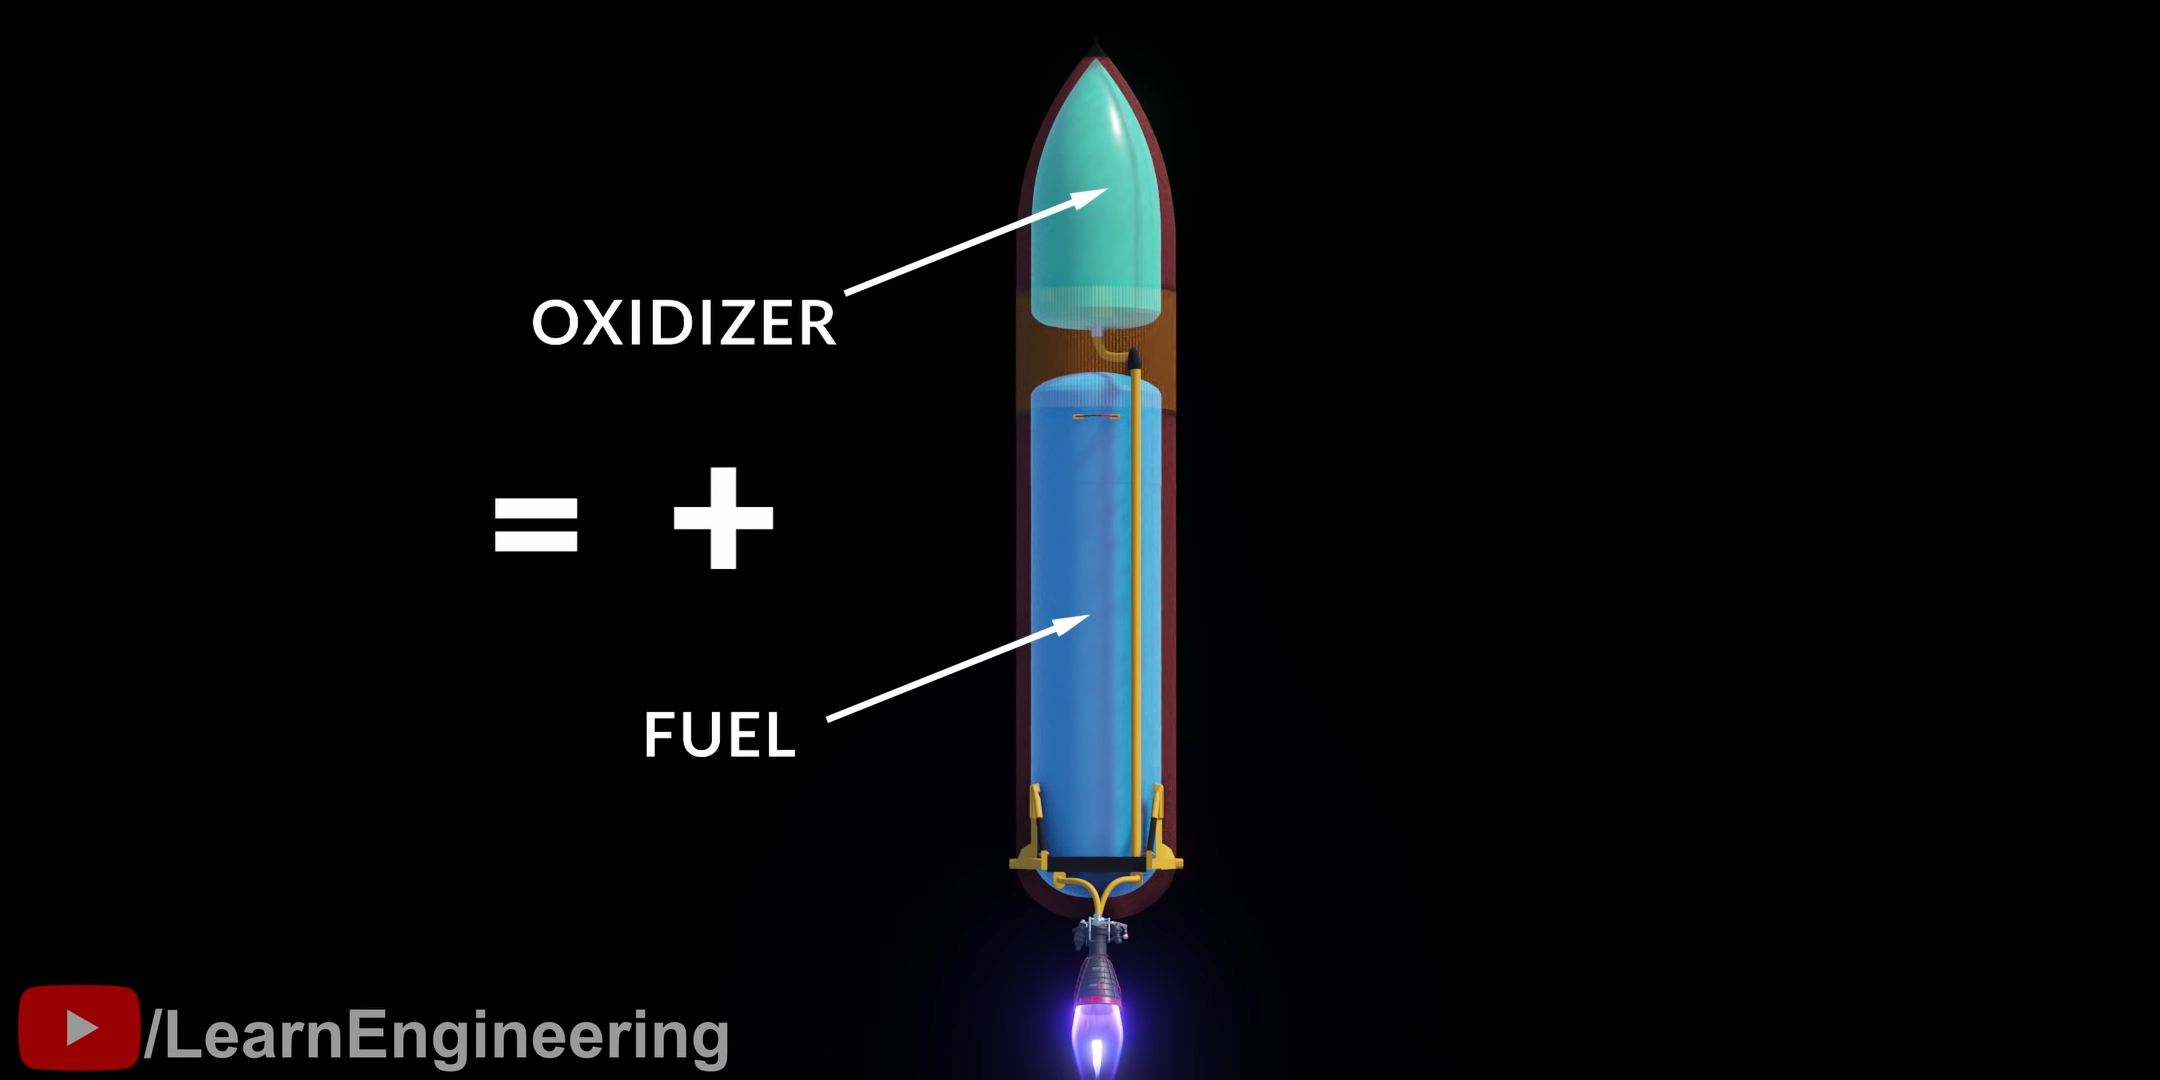 OXIDIZER
= +
FUEL
/LearnEngineering